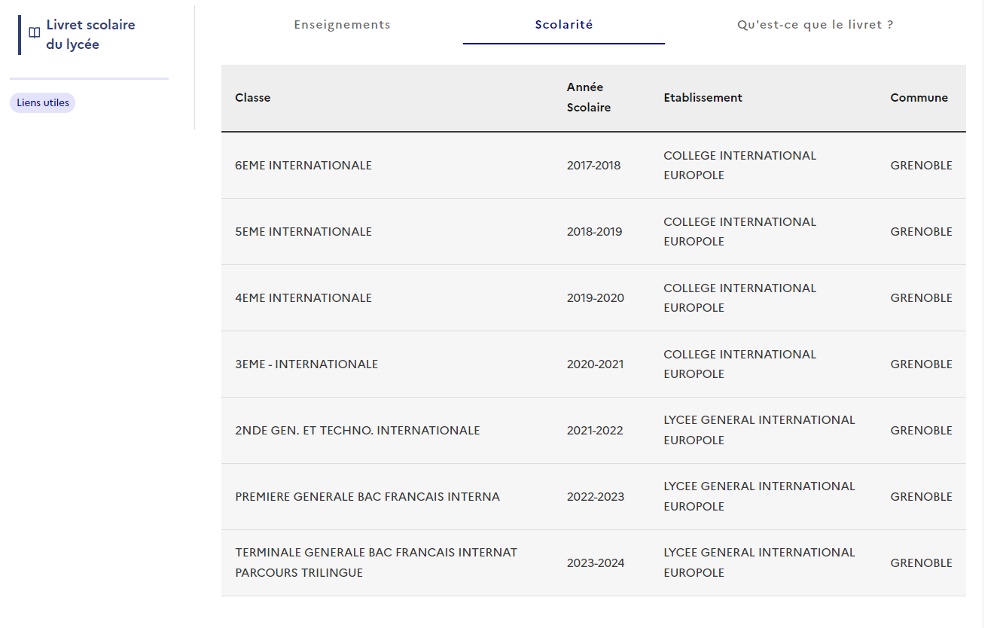 Livret scolaire
du lycée
Liens utiles
Enseignements
Scolarité
Qu'est-ce que le livret ?
Classe
Année
Scolaire
Etablissement
Commune
6EME INTERNATIONALE
2017-2018
COLLEGE INTERNATIONAL
EUROPOLE
GRENOBLE
5EME INTERNATIONALE
2018-2019
COLLEGE INTERNATIONAL
EUROPOLE
GRENOBLE
4EME INTERNATIONALE
2019-2020
COLLEGE INTERNATIONAL
EUROPOLE
GRENOBLE
3EME - INTERNATIONALE
2020-2021
COLLEGE INTERNATIONAL
EUROPOLE
GRENOBLE
2NDE GEN. ET TECHNO. INTERNATIONALE
2021-2022
LYCEE GENERAL INTERNATIONAL
EUROPOLE
GRENOBLE
PREMIERE GENERALE BAC FRANCAIS INTERNA
2022-2023
LYCEE GENERAL INTERNATIONAL
EUROPOLE
GRENOBLE
TERMINALE GENERALE BAC FRANCAIS INTERNAT
PARCOURS TRILINGUE
2023-2024
LYCEE GENERAL INTERNATIONAL
EUROPOLE
GRENOBLE